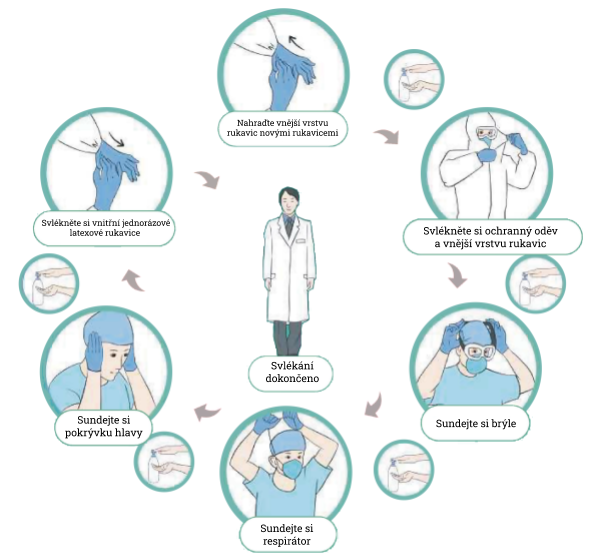 Nahraďte vnější vrstvu
rukavic novými rukavicemi
Svlékněte si ochranný oděv
a vnější vrstvu rukavic
Sundejte si brýle
Sundejte si
respirátor
Sundejte si
pokrývku hlavy
Svlékněte si vnitřní jednorázové
latexové rukavice
Svlékání
dokončeno